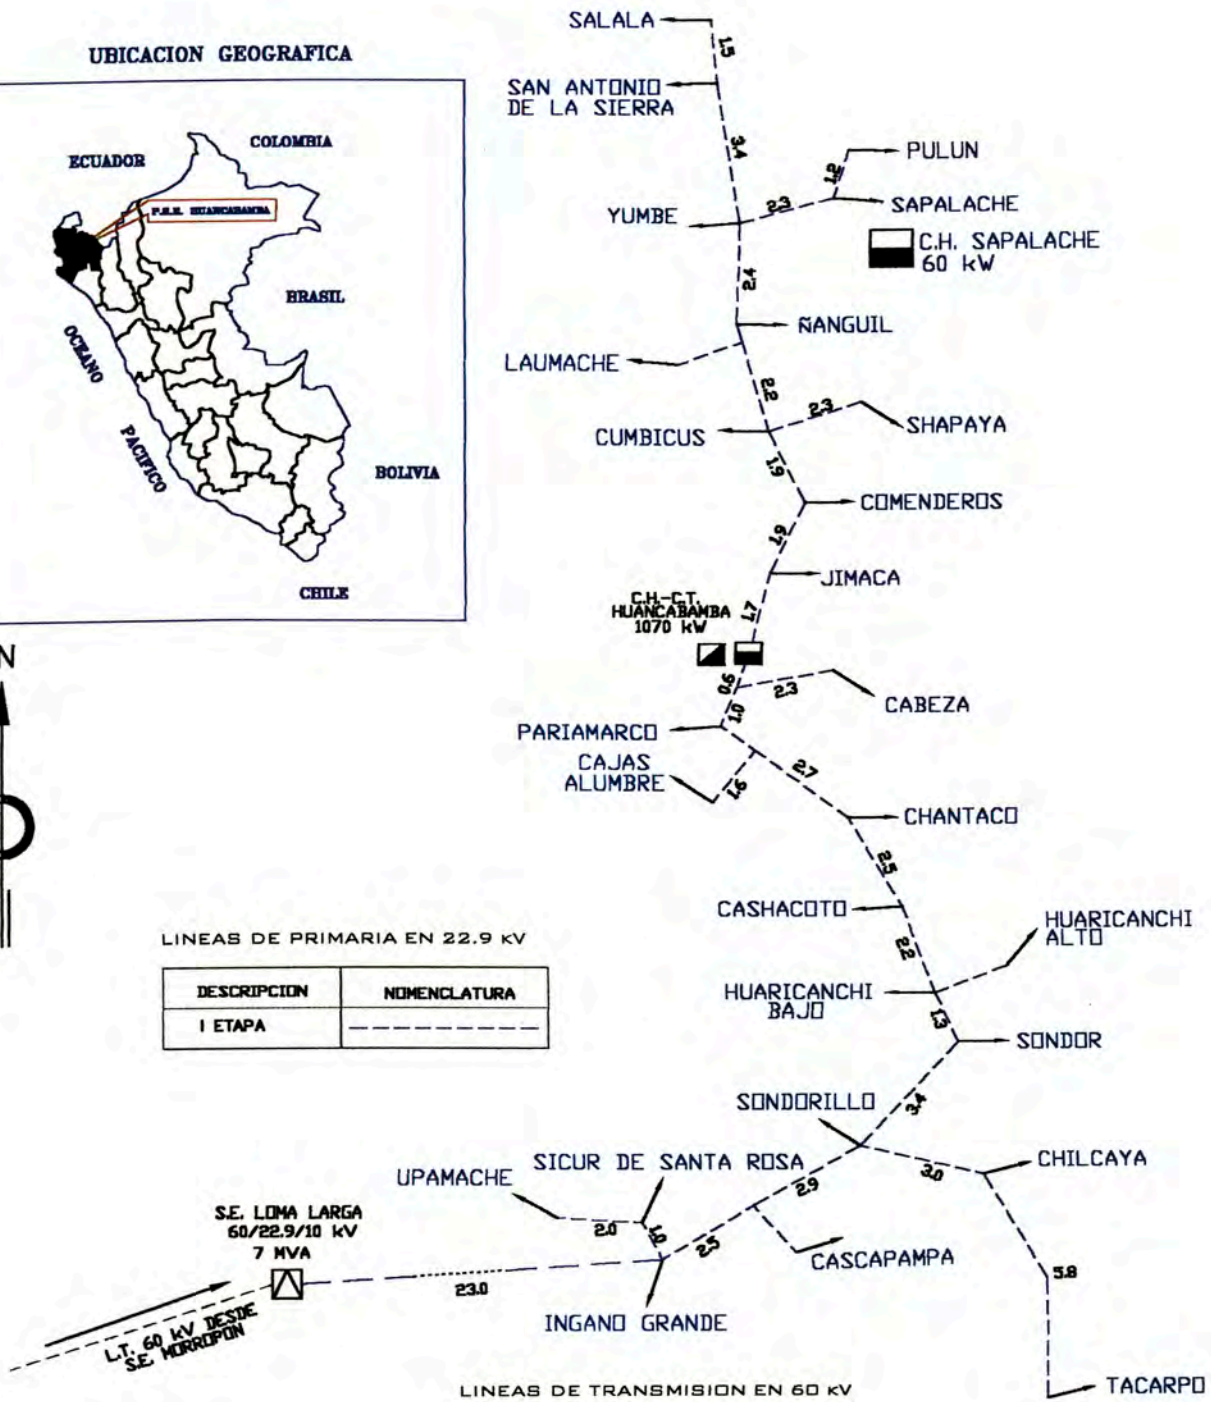 UBICACION GEOGRAFICA
ECUADOR
COLOMBIA
P.S.E. HUANCABAMBA
BRASIL
OCEANO
PACIFICO
BOLIVIA
CHILE
N
SALALA
1.5
SAN ANTONIO
DE LA SIERRA
3.4
PULUN
1.2
2.3
SAPALACHE
YUMBE
C.H. SAPALACHE
60 kW
2.4
ÑANGUIL
LAUMACHE
2.2
2.3
SHAPAYA
CUMBICUS
1.9
COMENDEROS
1.9
JIMACA
C.H.-C.T.
HUANCABAMBA
1070 kW
1.7
0.6
2.3
CABEZA
1.0
PARIAMARCO
CAJAS
ALUMBRE
1.6
2.7
CHANTACO
2.5
CASHACOTO
2.2
HUARICANCHI
ALTO
HUARICANCHI
BAJO
1.3
SONDOR
3.4
SONDORILLO
3.0
CHILCAYA
LINEAS DE PRIMARIA EN 22.9 KV
DESCRIPCION
NOMENCLATURA
I ETAPA
SICUR DE SANTA ROSA
2.9
UPAMACHE
2.0
1.0
2.5
CASCAPAMPA
5.8
S.E. LOMA LARGA
60/22.9/10 kV
7 MVA
23.0
INGANO GRANDE
L.T. 60 kV DESDE
S.E. MORROPON
TACARPO
LINEAS DE TRANSMISION EN 60 KV